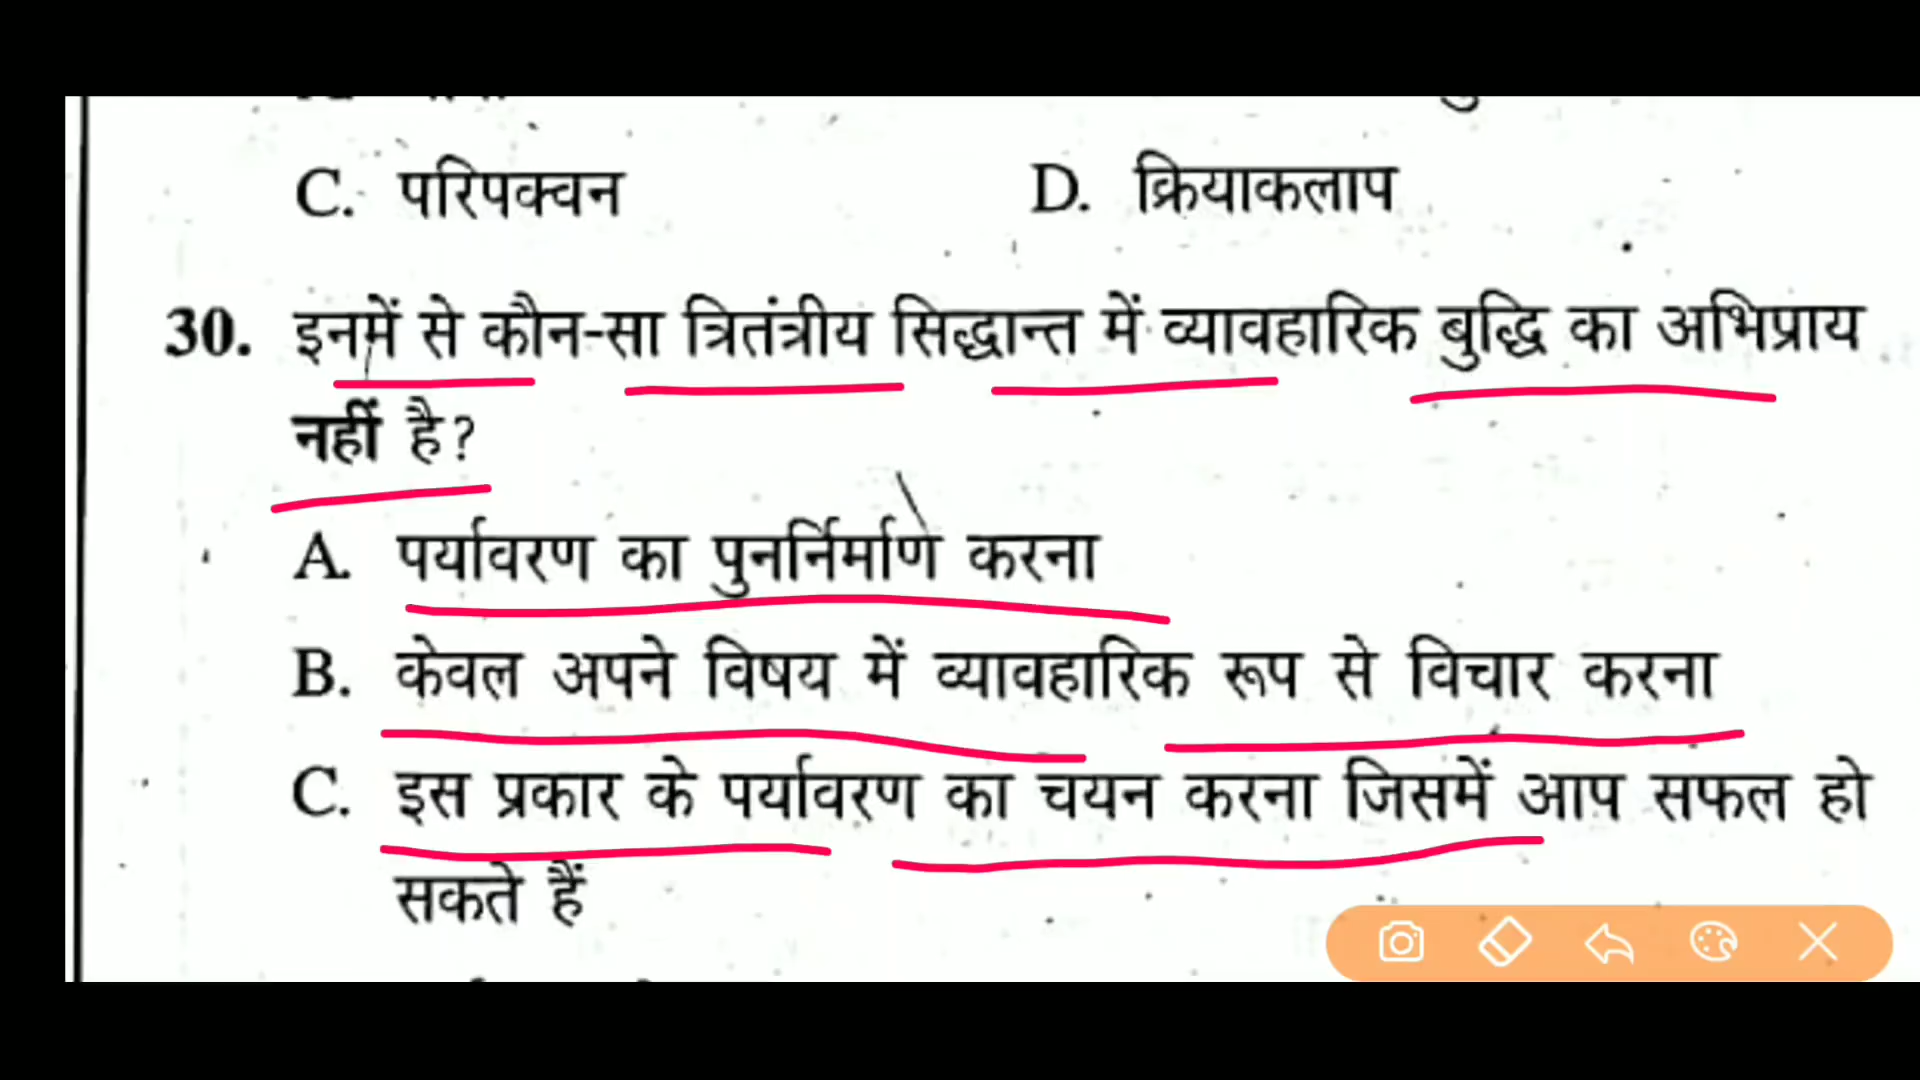 C. परिपक्वन
D. क्रियाकलाप
30. इनमें से कौन-सा त्रितंत्रीय सिद्धान्त में व्यावहारिक बुद्धि का अभिप्राय
नहीं है?
A. पर्यावरण का पुनर्निर्माण करना
B. केवल अपने विषय में व्यावहारिक रूप से विचार करना
C. इस प्रकार के पर्यावरण का चयन करना जिसमें आप सफल हो
सकते हैं